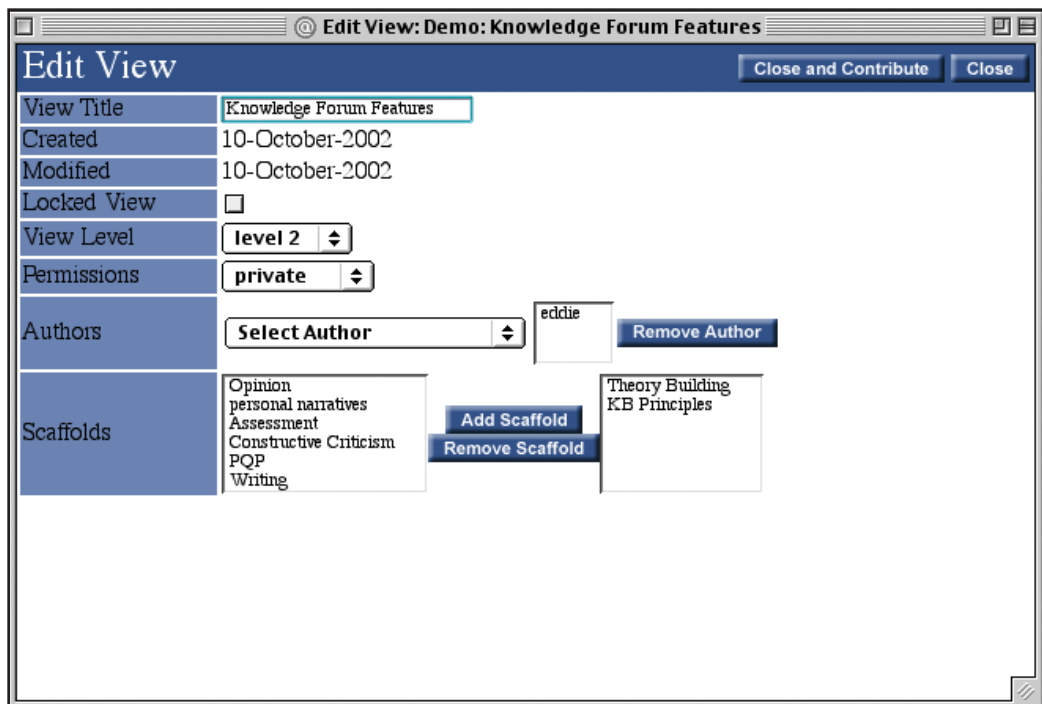 Edit View: Demo: Knowledge Forum Features
Edit View
Close and Contribute
Close
View Title
Knowledge Forum Features
Created
10-October-2002
Modified
10-October-2002
Locked View
View Level
level 2
Permissions
private
Authors
Select Author
eddie
Remove Author
Scaffolds
Opinion
personal narratives
Assessment
Constructive Criticism
PQP
Writing
Add Scaffold
Remove Scaffold
Theory Building
KB Principles